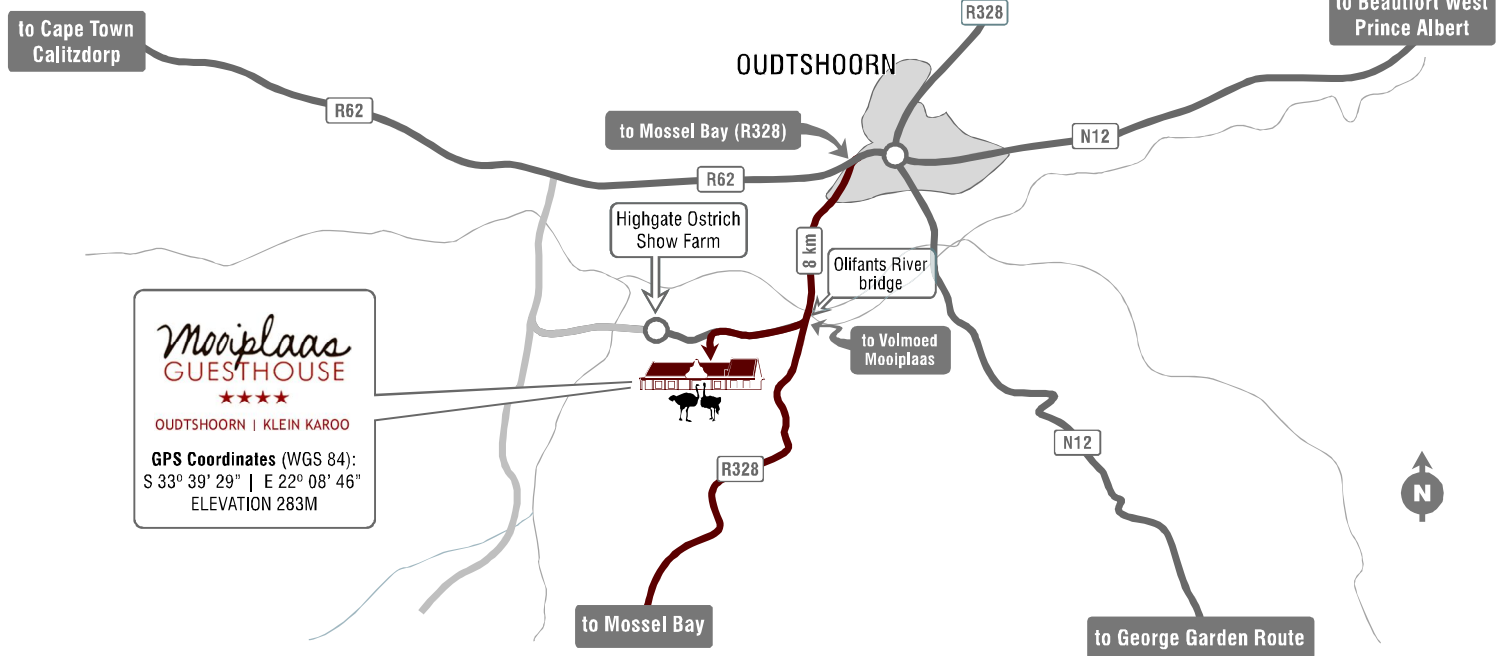 to Cape Town
Calitzdorp
R328
to Beaufort West
Prince Albert
OUDTSHOORN
R62
to Mossel Bay (R328)
N12
R62
Highgate Ostrich
Show Farm
8 km
Olifants River
bridge
to Volmoed
Mooiplaas
Mooiplaas
GUESTHOUSE
OUDTSHOORN | KLEIN KAROO
GPS Coordinates (WGS 84):
S 33º 39’ 29” | E 22º 08’ 46”
ELEVATION 283M
N12
R328
N
to Mossel Bay
to George Garden Route